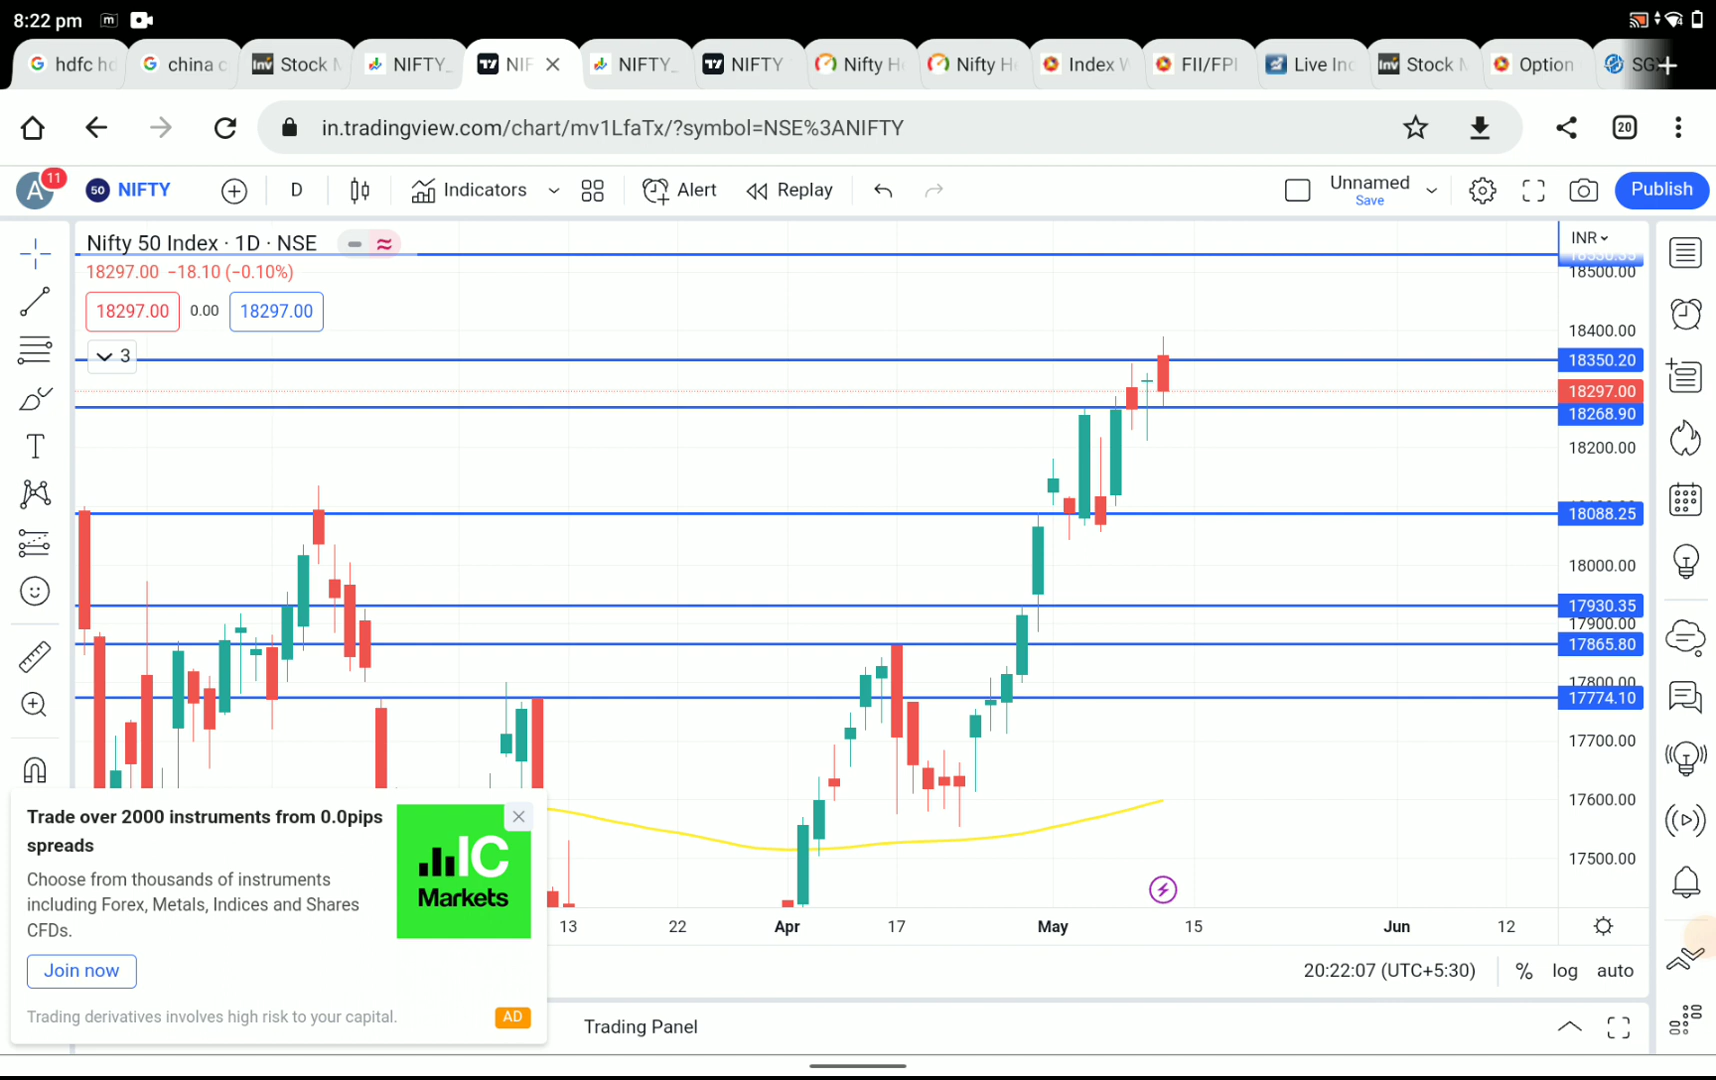 8:22 pm
hdfc
china c
Inv Stock
NIFTY_
NIF
NIFTY_
NIFTY
Nifty H
Nifty H
Index
FII/FPI
Live In
Inv Stock
Option
in.tradingview.com/chart/mv1LfaTx/?symbol=NSE%3ANIFTY
20
A 11
50 NIFTY
D
Indicators
Alert
Replay
Unnamed
Save
Publish
Nifty 50 Index · 1D · NSE
18297.00 −18.10 (−0.10%)
18297.00 0.00 18297.00
3
INR
18500.00
18400.00
18350.20
18297.00
18268.90
18200.00
18088.25
18000.00
17930.35
17900.00
17865.80
17800.00
17774.10
17700.00
17600.00
17500.00
Trade over 2000 instruments from 0.0pips
spreads
Choose from thousands of instruments
including Forex, Metals, Indices and Shares
CFDs.
Join now
Trading derivatives involves high risk to your capital.
AD
IC
Markets
13 22 Apr 17 May 15 Jun 12
20:22:07 (UTC+5:30) % log auto
Trading Panel